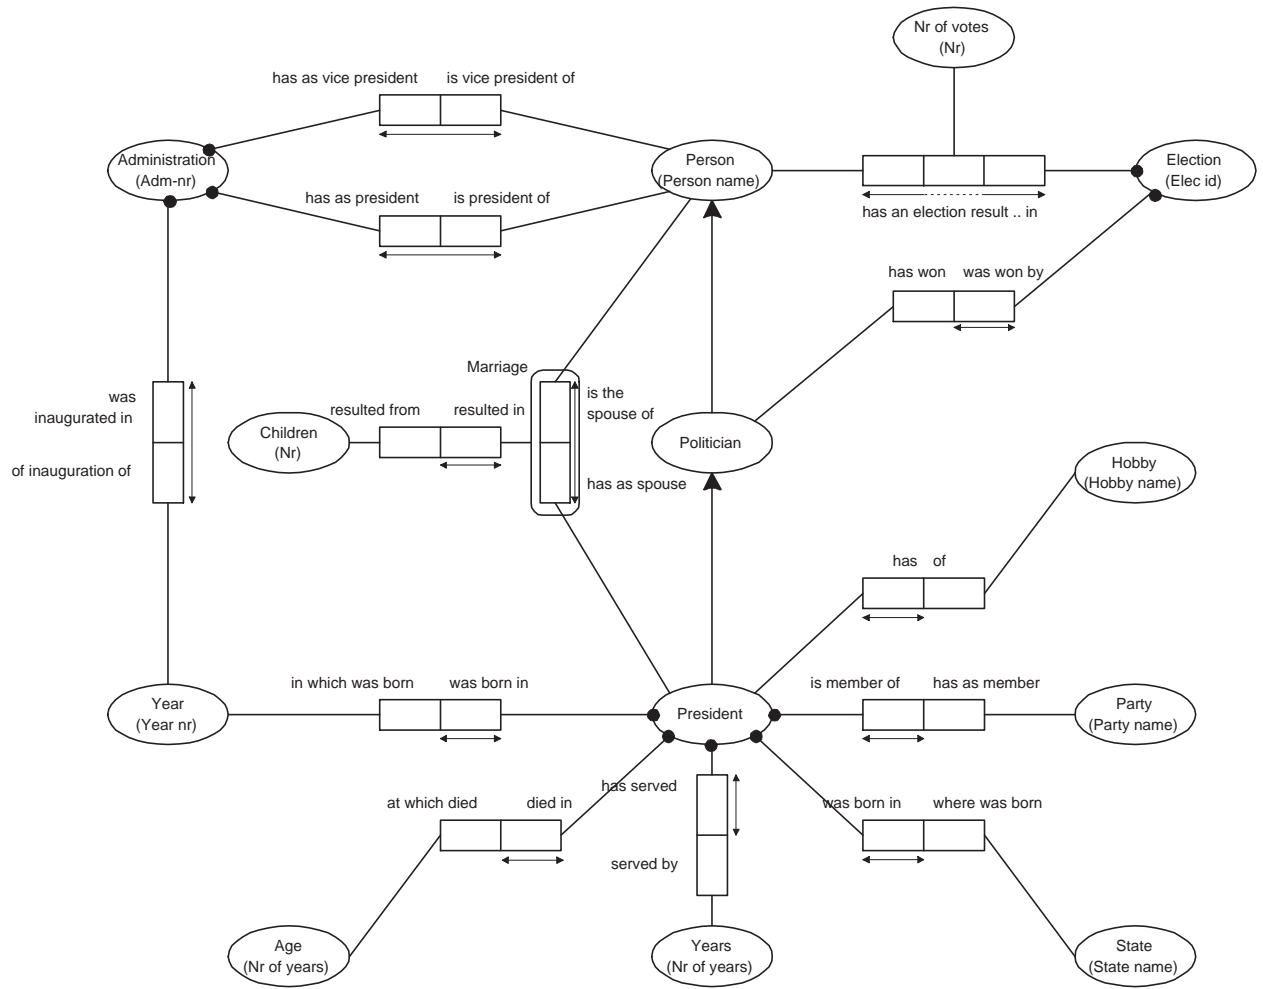 Nr of votes
(Nr)
has as vice president
is vice president of
Administration
(Adm-nr)
Person
(Person name)
Election
(Elec id)
has as president
is president of
has an election result .. in
has won
was won by
Marriage
was
inaugurated in
of inauguration of
Children
(Nr)
resulted from
resulted in
is the
spouse of
has as spouse
Politician
Hobby
(Hobby name)
has
of
Year
(Year nr)
in which was born
was born in
President
is member of
has as member
Party
(Party name)
at which died
died in
has served
served by
was born in
where was born
Age
(Nr of years)
Years
(Nr of years)
State
(State name)